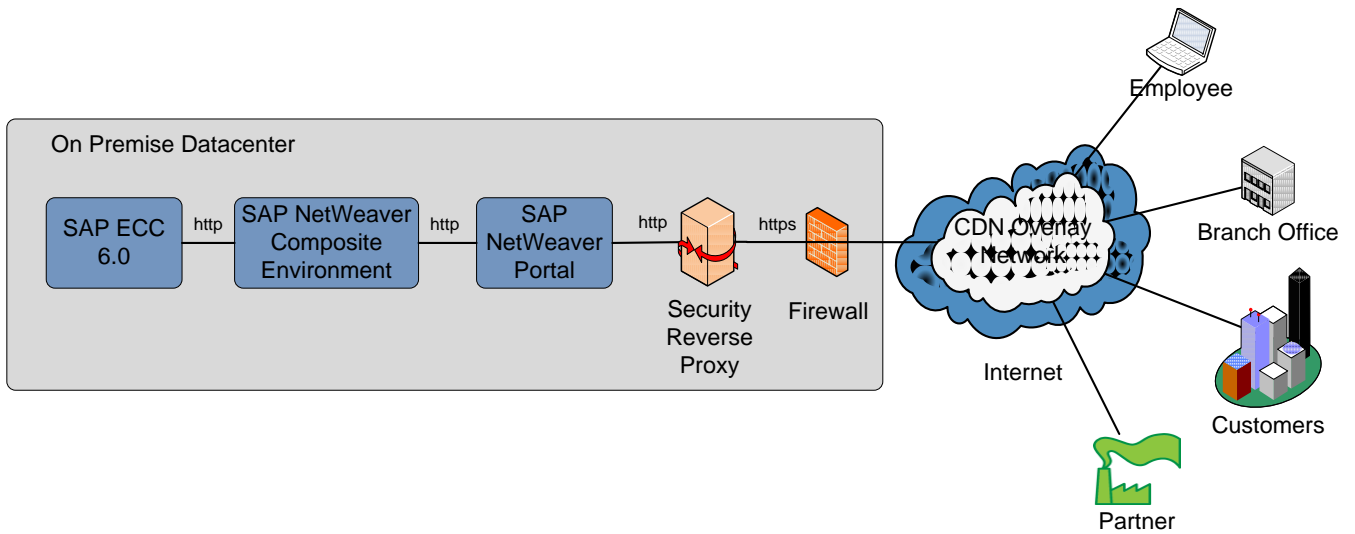 Employee
On Premise Datacenter
SAP ECC
6.0
http
SAP NetWeaver
Composite
Environment
http
SAP
NetWeaver
Portal
http
https
Security
Reverse
Proxy
Firewall
CDN Overlay
Network
Internet
Branch Office
Customers
Partner